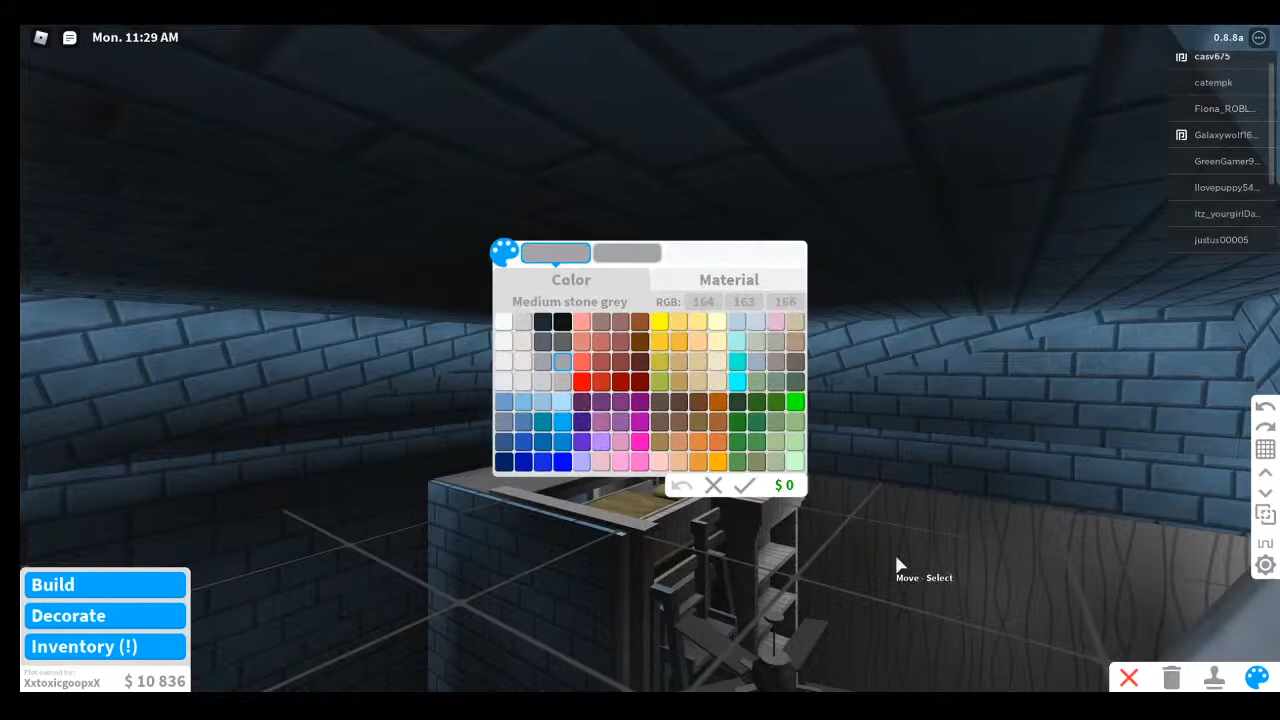 Mon. 11:29 AM
0.8.8a
casv675
catempk
Fiona_ROBL...
Galaxywolf16...
GreenGamer9...
Ilovepuppy54...
Itz_yourgirlDa...
justus00005
Color
Material
Medium stone grey
RGB: 164 163 166
$ 0
Move - Select
Build
Decorate
Inventory (!)
Plot owned by:
XxtoxicgoopxX
$ 10 836